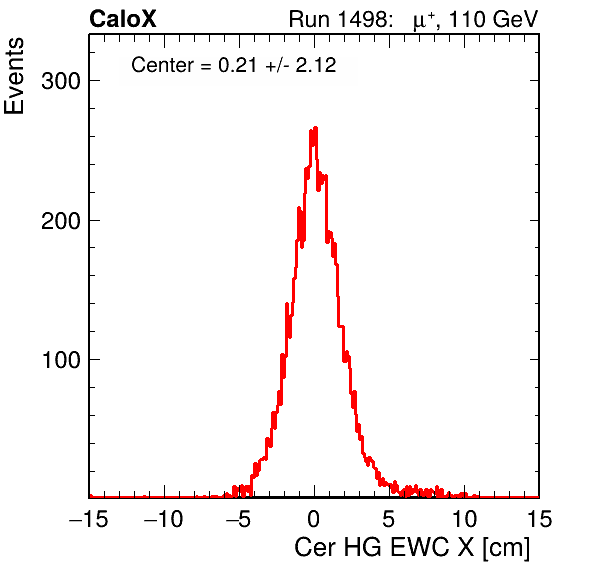 CaloX Run 1498: μ⁺, 110 GeV
Center = 0.21 +/- 2.12
Events
300
200
100
−15 −10 −5 0 5 10 15
Cer HG EWC X [cm]